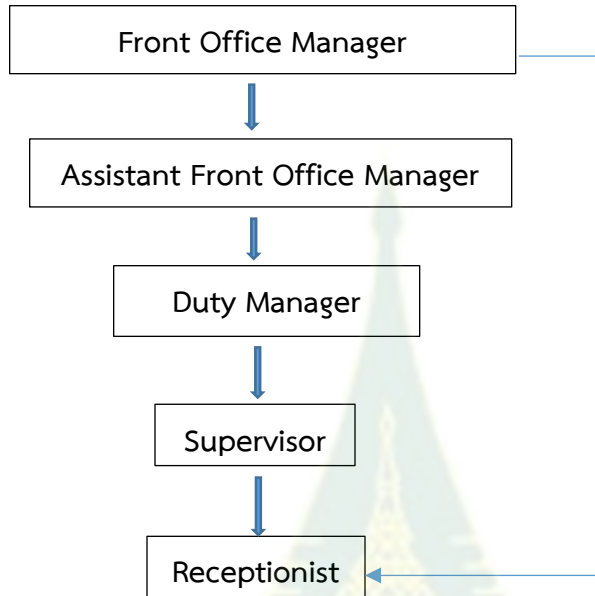 Front Office Manager
Assistant Front Office Manager
Duty Manager
Supervisor
Receptionist